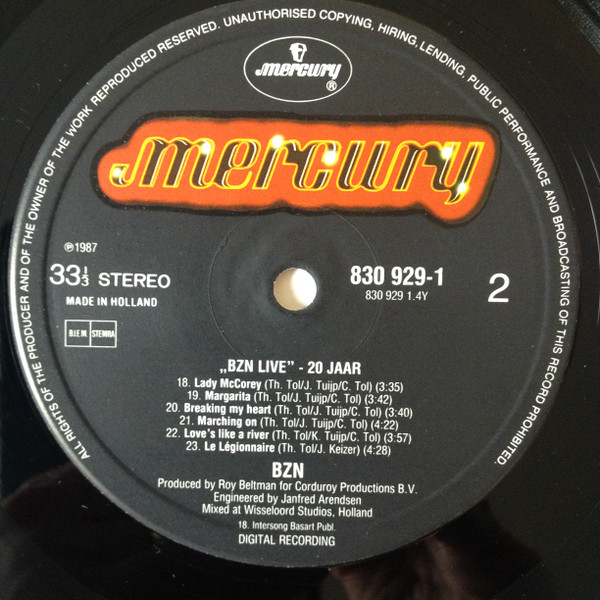 ALL RIGHTS OF THE PRODUCER AND OF THE OWNER OF THE WORK REPRODUCED RESERVED. UNAUTHORISED COPYING, HIRING, LENDING, PUBLIC PERFORMANCE AND BROADCASTING OF THIS RECORD PROHIBITED.
mercury
®
mercury
℗1987
33⅓ STEREO
MADE IN HOLLAND
B.I.E.M. STEMRA
830 929-1
830 929 1.4Y
2
„BZN LIVE” - 20 JAAR
18. Lady McCorey (Th. Tol/J. Tuijp/C. Tol) (3:35)
19. Margarita (Th. Tol/J. Tuijp/C. Tol) (3:42)
20. Breaking my heart (Th. Tol/J. Tuijp/C. Tol) (3:40)
21. Marching on (Th. Tol/J. Tuijp/C. Tol) (4:22)
22. Love's like a river (Th. Tol/K. Tuijp/C. Tol) (3:57)
23. Le Légionnaire (Th. Tol/J. Keizer) (4:28)
BZN
Produced by Roy Beltman for Corduroy Productions B.V.
Engineered by Janfred Arendsen
Mixed at Wisseloord Studios, Holland
18. Intersong Basart Publ.
DIGITAL RECORDING